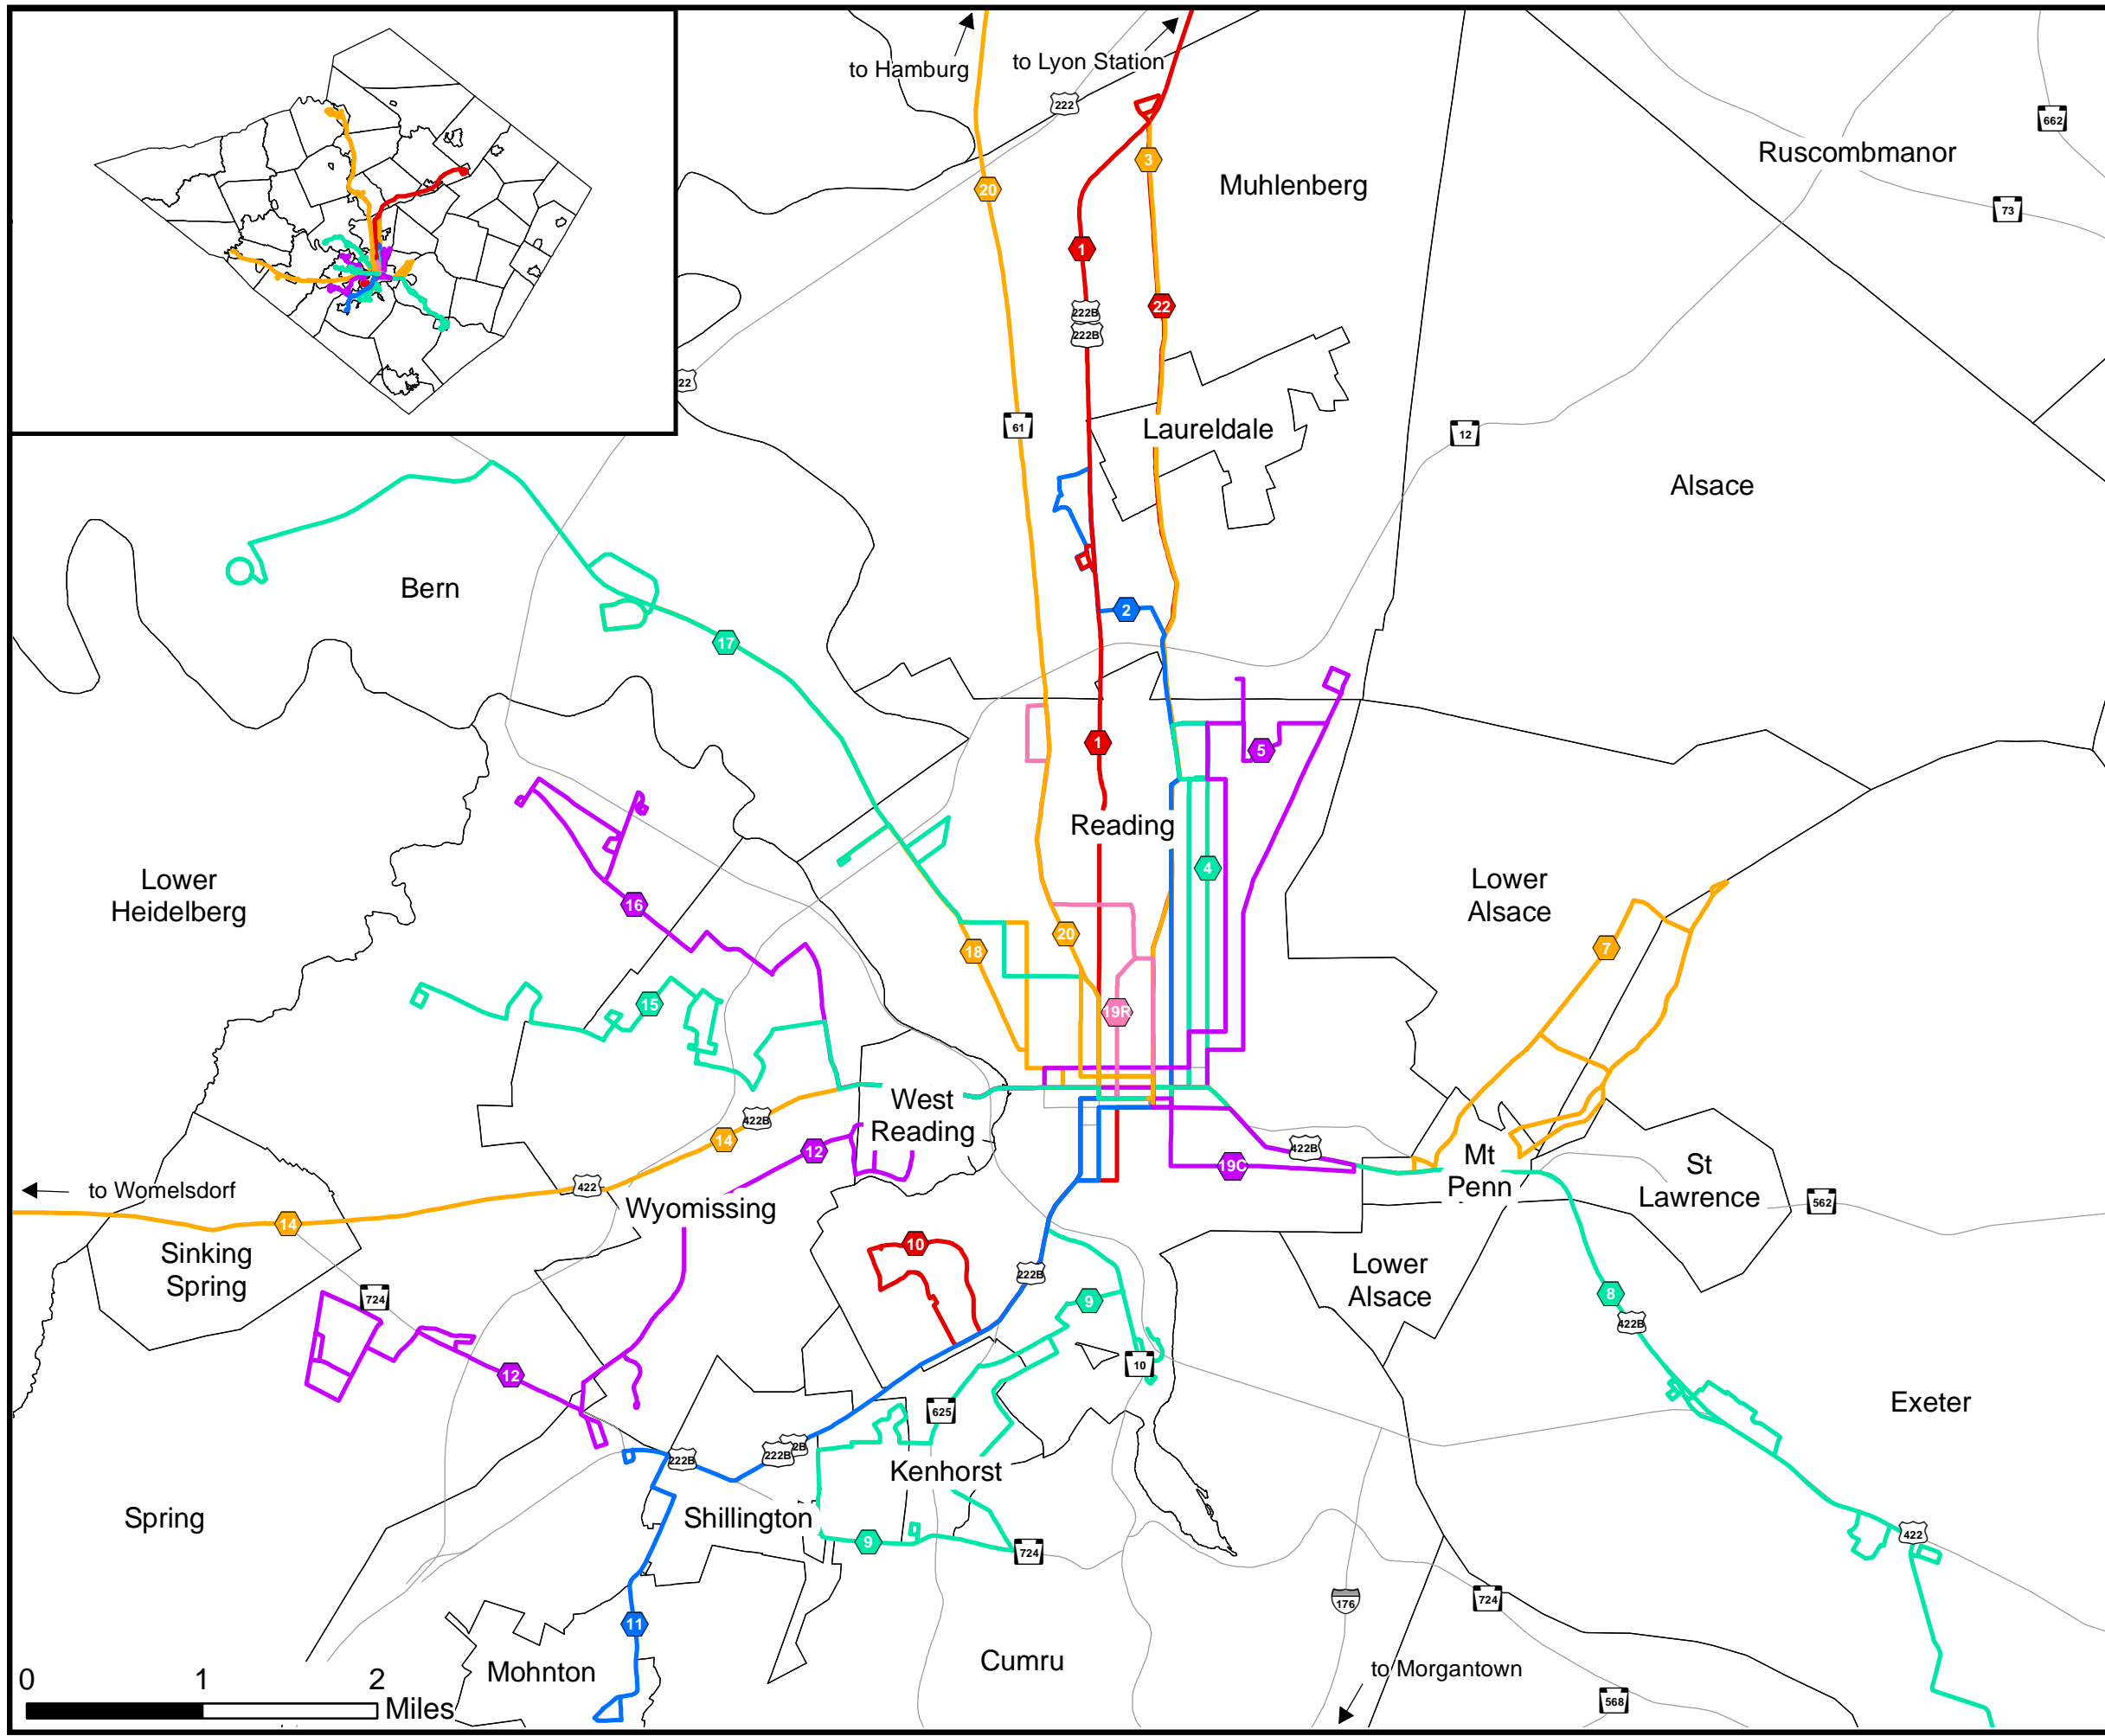 to Hamburg
to Lyon Station
222
662
3
Ruscombmanor
Muhlenberg
20
73
1
22
222B
222B
22
61
Laureldale
12
Alsace
Bern
2
17
1
5
Reading
4
Lower
Heidelberg
Lower
Alsace
16
20
7
18
15
19R
West
Reading
422B
14
12
422B
Mt
Penn
19C
St
Lawrence
422
to Womelsdorf
562
Wyomissing
14
Sinking
Spring
10
Lower
Alsace
222B
724
9
8
422B
10
12
Exeter
625
2B
222B
222B
Kenhorst
Spring
Shillington
422
9
724
176
724
11
Cumru
to Morgantown
Mohnton
0 1 2
Miles
568